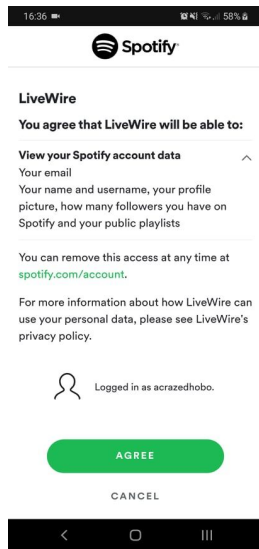 16:36 58%
Spotify
LiveWire
You agree that LiveWire will be able to:
View your Spotify account data
Your email
Your name and username, your profile
picture, how many followers you have on
Spotify and your public playlists
You can remove this access at any time at
spotify.com/account.
For more information about how LiveWire can
use your personal data, please see LiveWire's
privacy policy.
Logged in as acrazedhobo.
AGREE
CANCEL